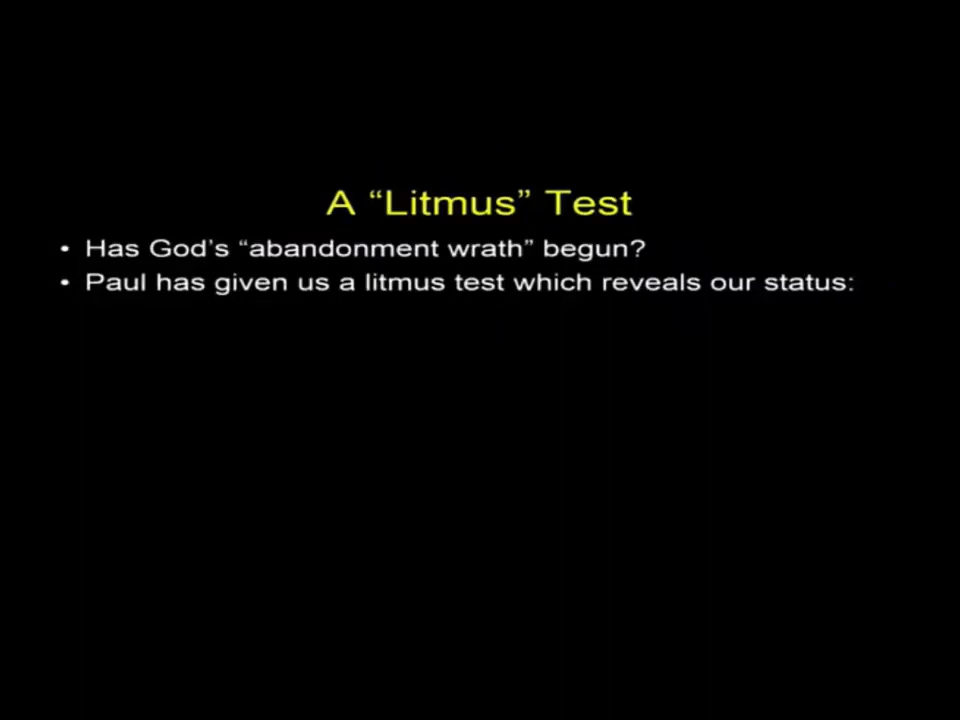 A “Litmus” Test
• Has God’s “abandonment wrath” begun?
• Paul has given us a litmus test which reveals our status: